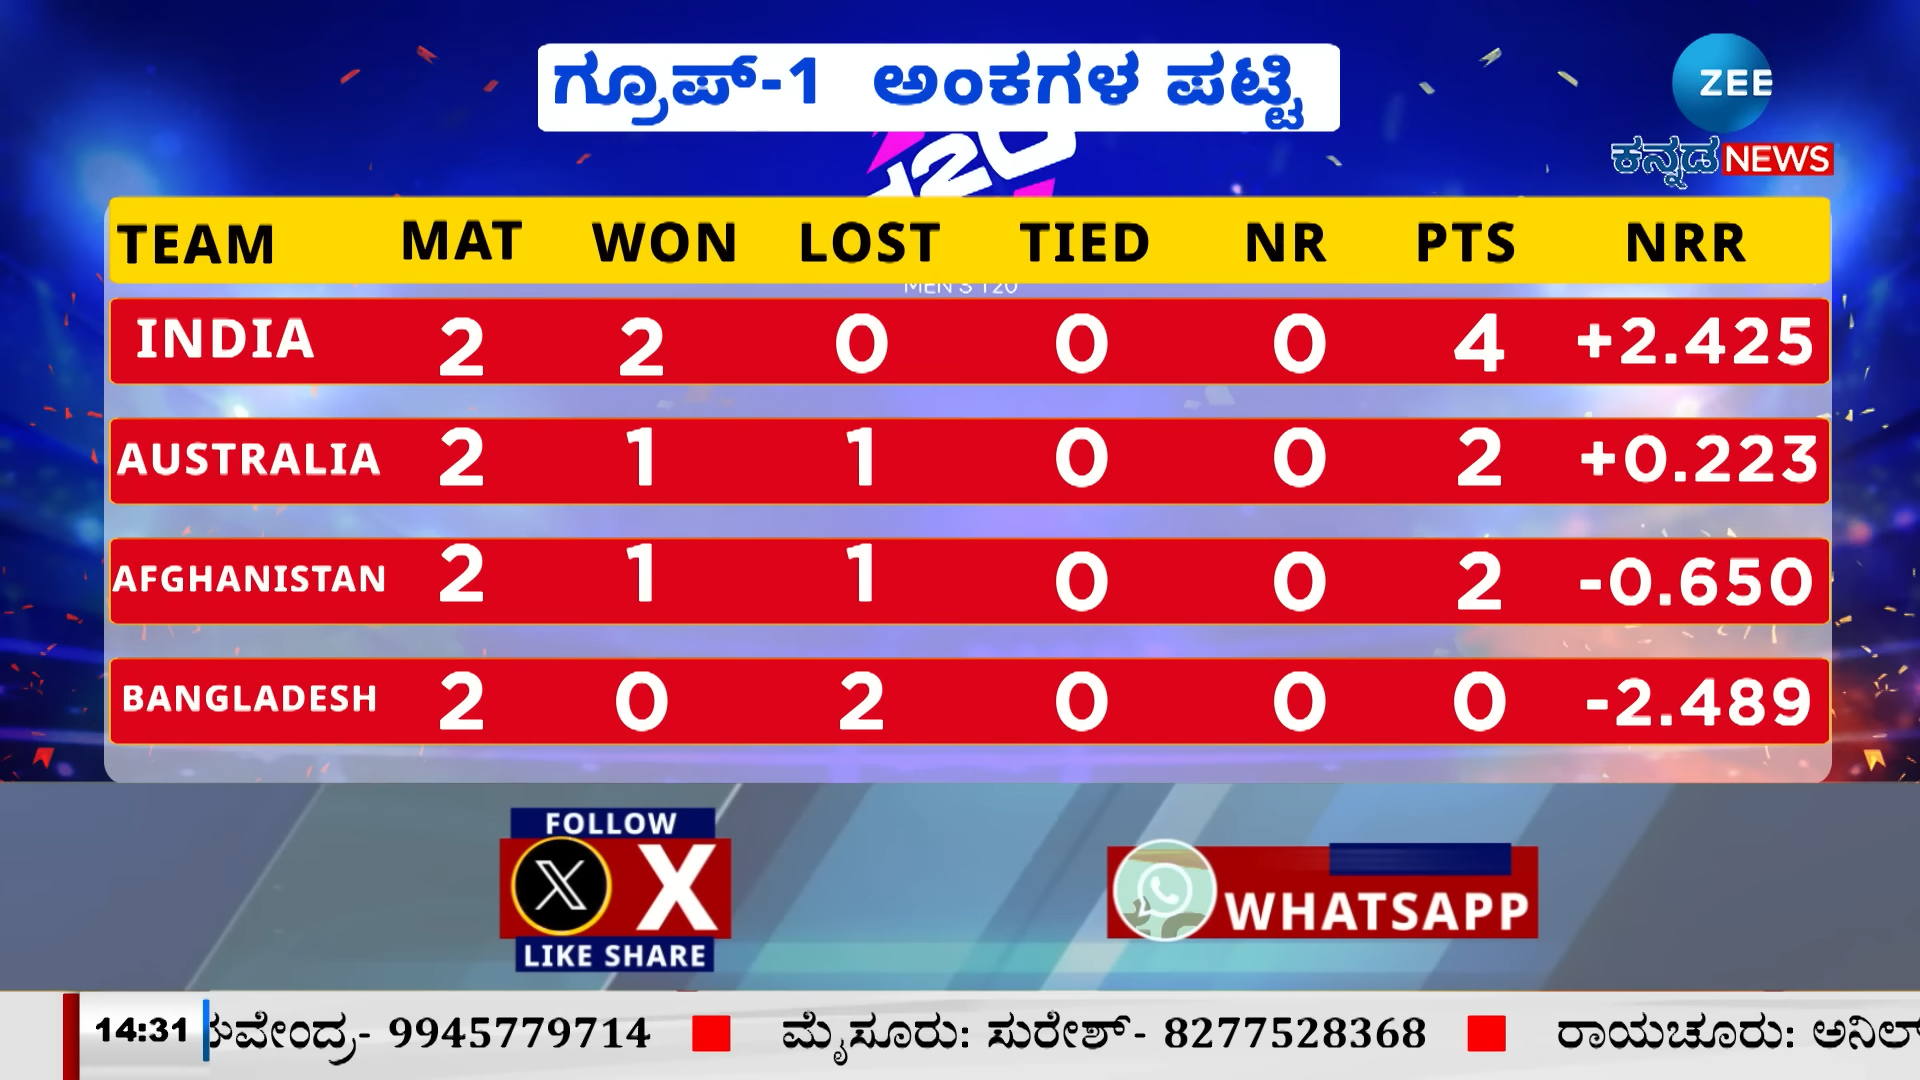 ಗ್ರೂಪ್-1 ಅಂಕಗಳ ಪಟ್ಟಿ
ZEE
ಕನ್ನಡ NEWS
T20
TEAM MAT WON LOST TIED NR PTS NRR
MEN'S T20
INDIA 2 2 0 0 0 4 +2.425
AUSTRALIA 2 1 1 0 0 2 +0.223
AFGHANISTAN 2 1 1 0 0 2 -0.650
BANGLADESH 2 0 2 0 0 0 -2.489
FOLLOW
X
LIKE SHARE
WHATSAPP
14:31 - 9945779714 ಮೈಸೂರು: ಸುರೇಶ್- 8277528368 ರಾಯಚೂರು: ಅನಿಲ್